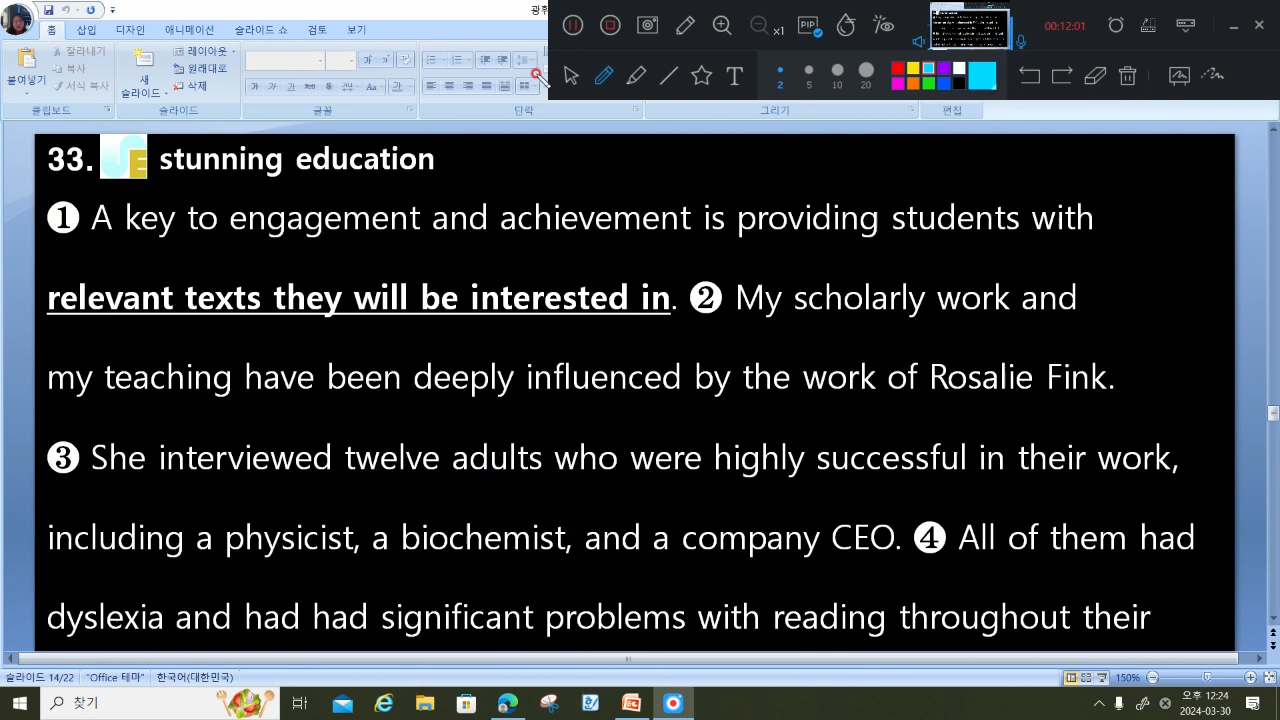 광휘
00:12:01
PIP
x1
홈 삽입 디자인 애니메이션 슬라이드 검토 보기
붙여넣기
잘라내기
복사
서식 복사
클립보드
새 슬라이드
레이아웃
원래대로
삭제
슬라이드
글꼴
단락
그리기
편집
T
2 5 10 20
33. stunning education
❶ A key to engagement and achievement is providing students with
relevant texts they will be interested in. ❷ My scholarly work and
my teaching have been deeply influenced by the work of Rosalie Fink.
❸ She interviewed twelve adults who were highly successful in their work,
including a physicist, a biochemist, and a company CEO. ❹ All of them had
dyslexia and had had significant problems with reading throughout their
슬라이드 14/22 "Office 테마" 한국어(대한민국) 150%
찾기
오후 12:24
2024-03-30